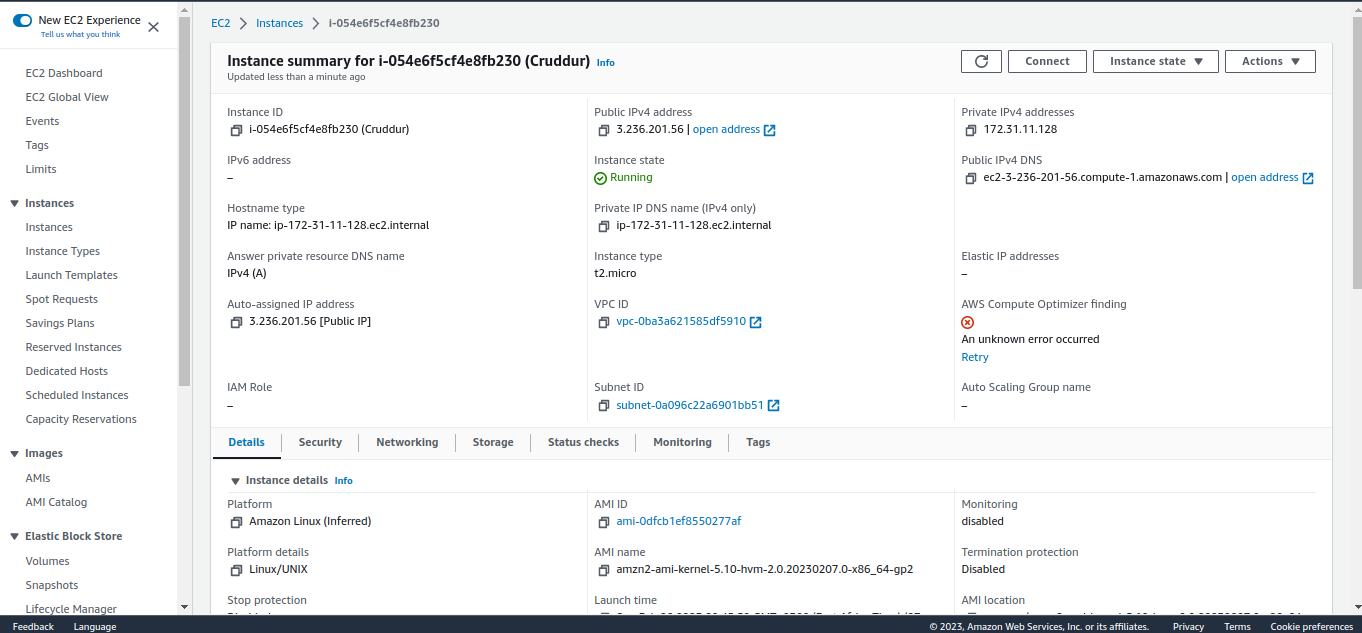 New EC2 Experience
Tell us what you think
EC2 Dashboard
EC2 Global View
Events
Tags
Limits
Instances
Instances
Instance Types
Launch Templates
Spot Requests
Savings Plans
Reserved Instances
Dedicated Hosts
Scheduled Instances
Capacity Reservations
Images
AMIs
AMI Catalog
Elastic Block Store
Volumes
Snapshots
Lifecycle Manager
EC2 Instances i-054e6f5cf4e8fb230
Instance summary for i-054e6f5cf4e8fb230 (Cruddur) Info
Updated less than a minute ago
Connect Instance state Actions
Instance ID
i-054e6f5cf4e8fb230 (Cruddur)
Public IPv4 address
3.236.201.56 | open address
Private IPv4 addresses
172.31.11.128
IPv6 address
–
Instance state
Running
Public IPv4 DNS
ec2-3-236-201-56.compute-1.amazonaws.com | open address
Hostname type
IP name: ip-172-31-11-128.ec2.internal
Private IP DNS name (IPv4 only)
ip-172-31-11-128.ec2.internal
Answer private resource DNS name
IPv4 (A)
Instance type
t2.micro
Elastic IP addresses
–
Auto-assigned IP address
3.236.201.56 [Public IP]
VPC ID
vpc-0ba3a621585df5910
AWS Compute Optimizer finding
An unknown error occurred
Retry
IAM Role
–
Subnet ID
subnet-0a096c22a6901bb51
Auto Scaling Group name
–
Details Security Networking Storage Status checks Monitoring Tags
Instance details Info
Platform
Amazon Linux (Inferred)
AMI ID
ami-0dfcb1ef8550277af
Monitoring
disabled
Platform details
Linux/UNIX
AMI name
amzn2-ami-kernel-5.10-hvm-2.0.20230207.0-x86_64-gp2
Termination protection
Disabled
Stop protection
Launch time
AMI location
Feedback Language © 2023, Amazon Web Services, Inc. or its affiliates. Privacy Terms Cookie preferences